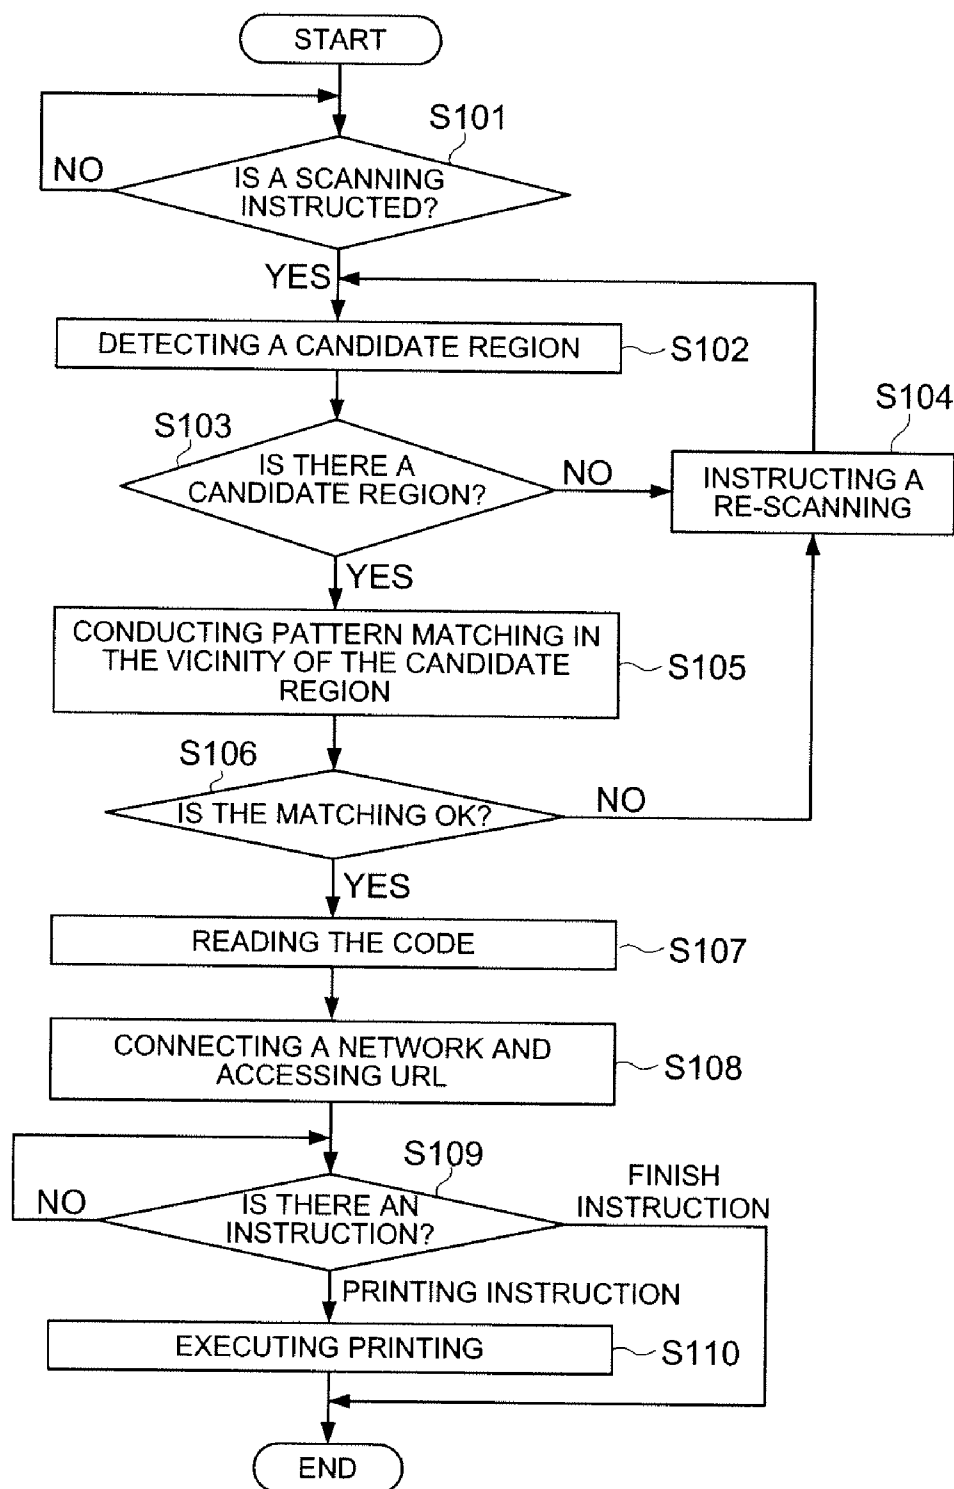 START
S101
NO
IS A SCANNING
INSTRUCTED?
YES
DETECTING A CANDIDATE REGION
S102
S104
S103
IS THERE A
CANDIDATE REGION?
NO
INSTRUCTING A
RE-SCANNING
YES
CONDUCTING PATTERN MATCHING IN
THE VICINITY OF THE CANDIDATE
REGION
S105
S106
IS THE MATCHING OK?
NO
YES
READING THE CODE
S107
CONNECTING A NETWORK AND
ACCESSING URL
S108
S109
NO
IS THERE AN
INSTRUCTION?
FINISH
INSTRUCTION
PRINTING INSTRUCTION
EXECUTING PRINTING
S110
END